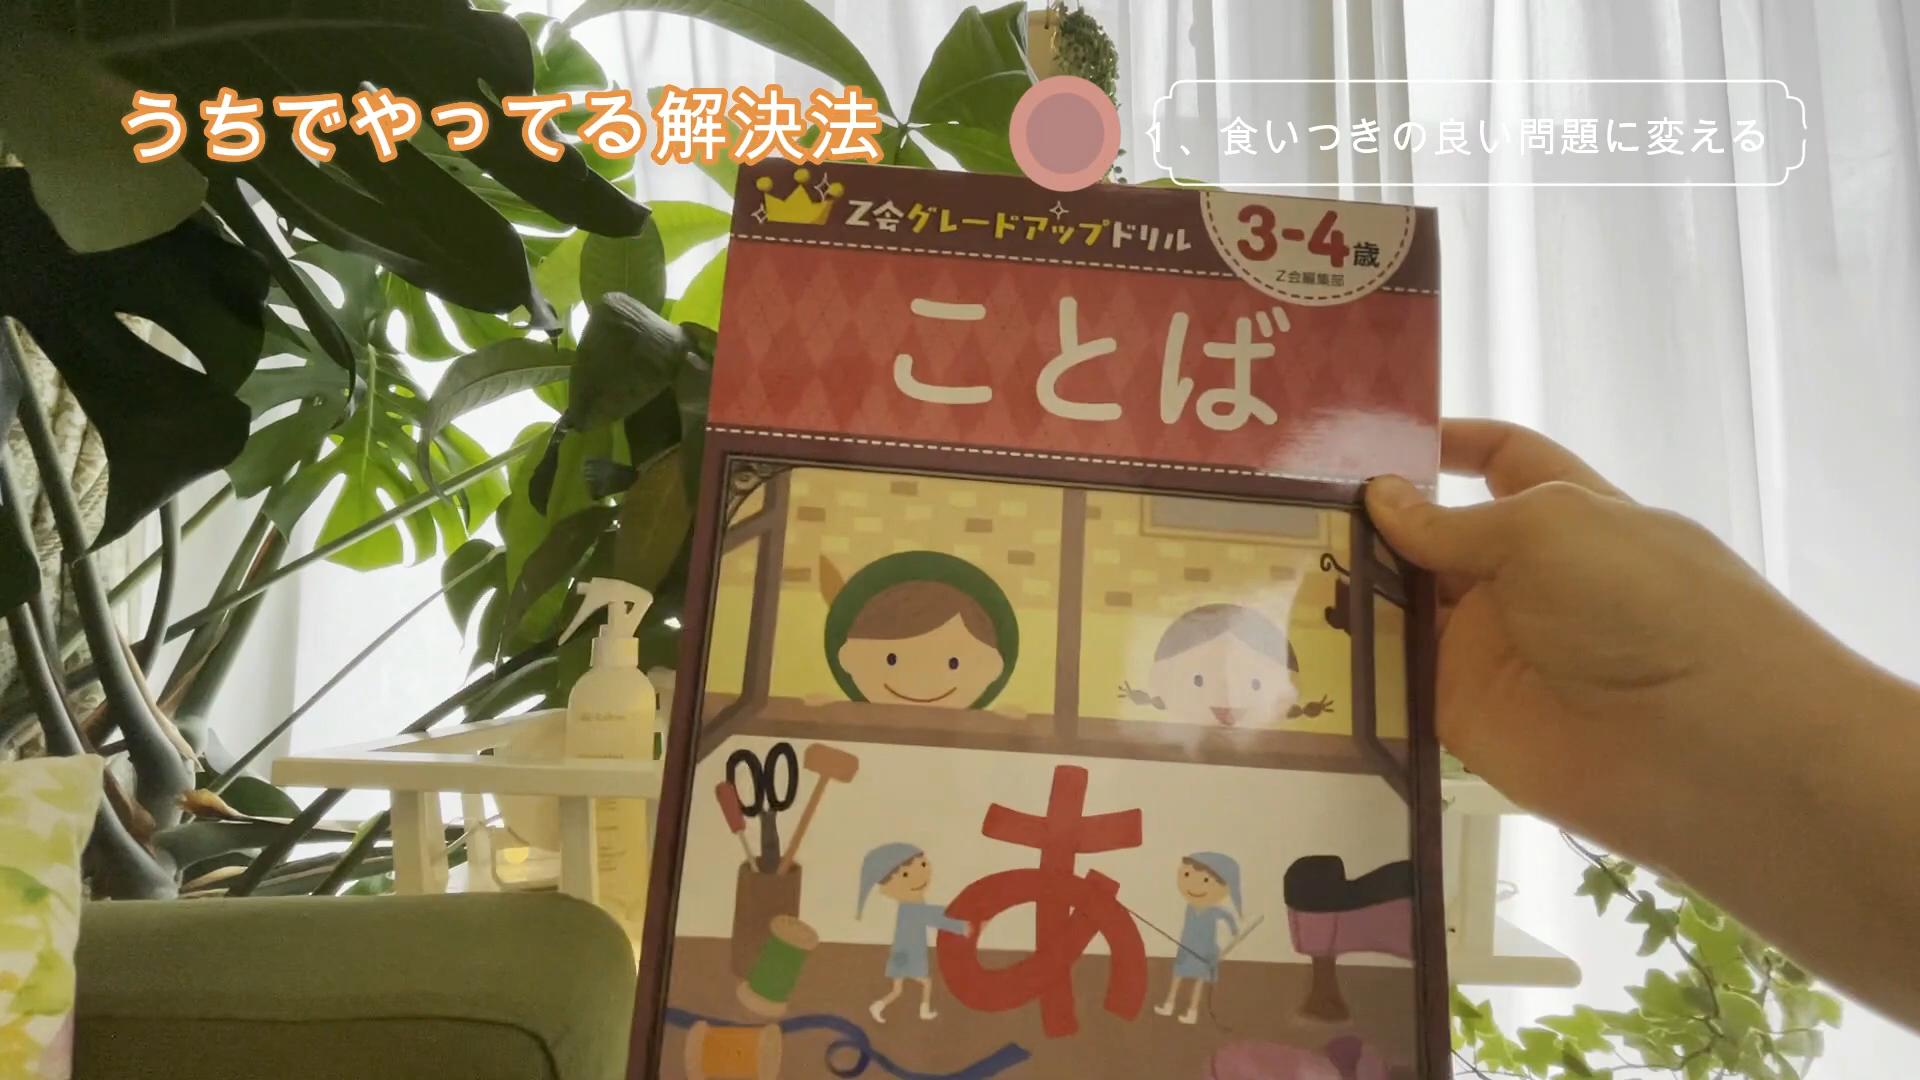 うちでやってる解決法
1、食いつきの良い問題に変える
Z会グレードアップドリル
3-4歳
Z会編集部
ことば
あ